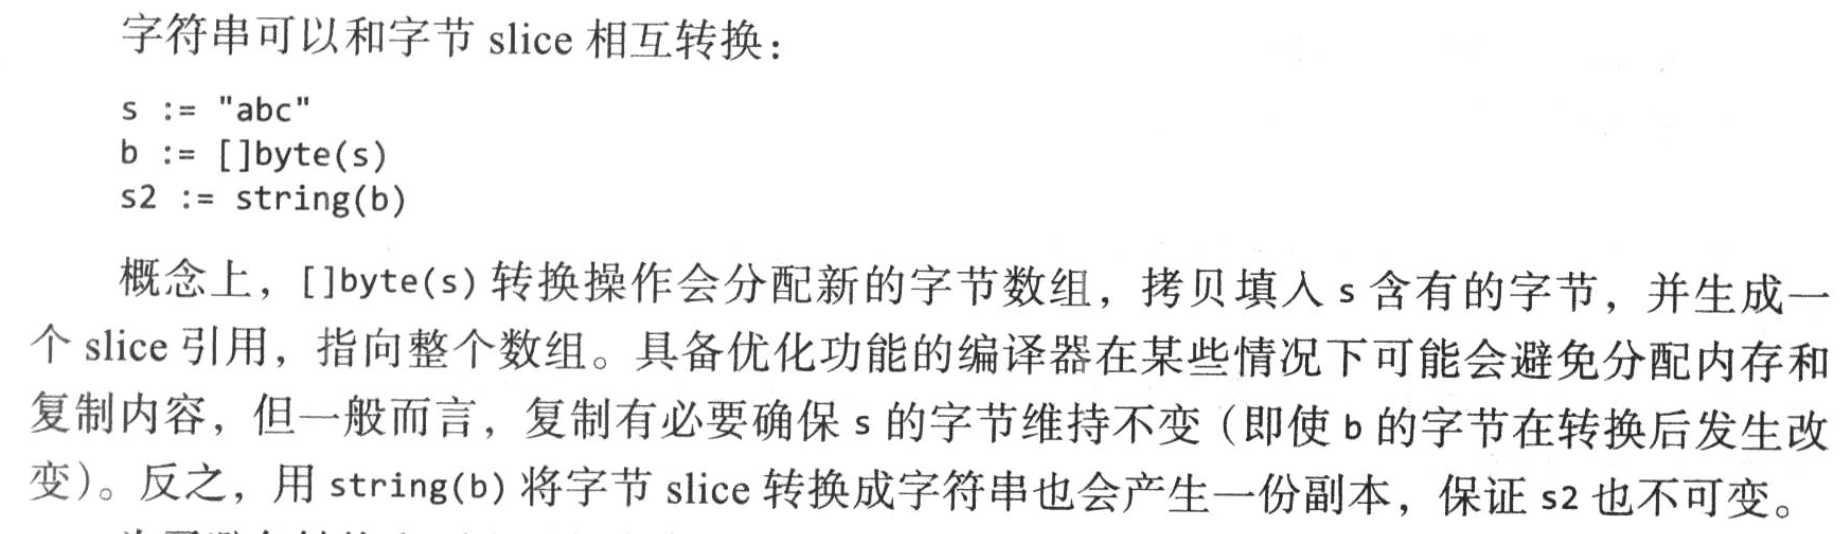 字符串可以和字节 slice 相互转换：
s := "abc"
b := []byte(s)
s2 := string(b)
概念上，[]byte(s) 转换操作会分配新的字节数组，拷贝填入 s 含有的字节，并生成一
个 slice 引用，指向整个数组。具备优化功能的编译器在某些情况下可能会避免分配内存和
复制内容，但一般而言，复制有必要确保 s 的字节维持不变（即使 b 的字节在转换后发生改
变）。反之，用 string(b) 将字节 slice 转换成字符串也会产生一份副本，保证 s2 也不可变。